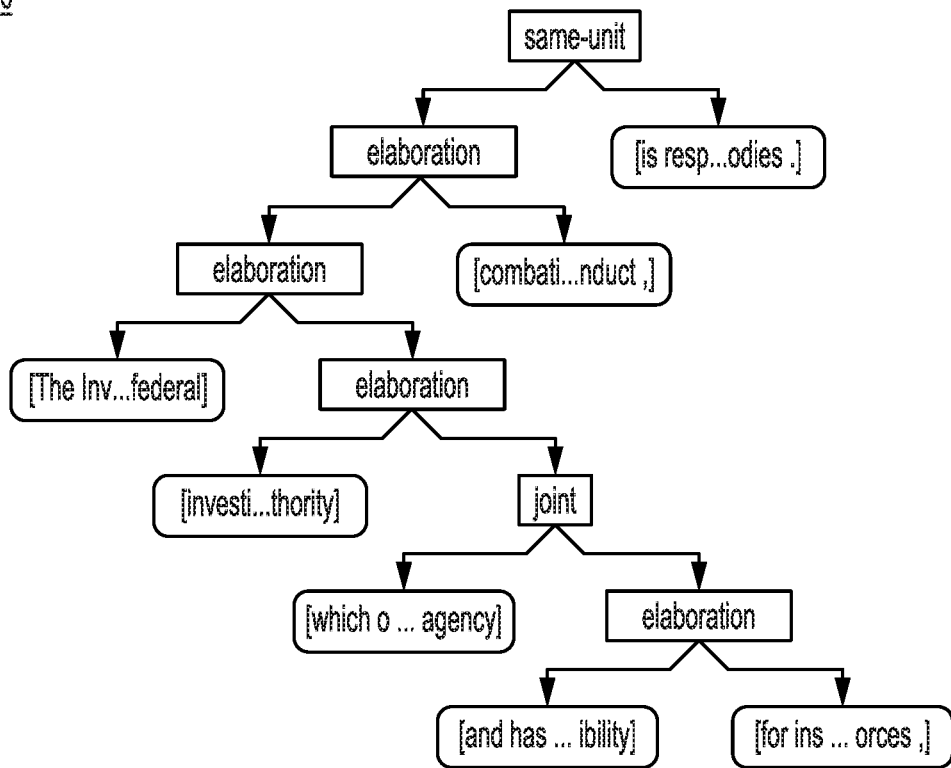 same-unit
elaboration
[is resp...odies .]
elaboration
[combati...nduct ,]
[The Inv...federal]
elaboration
[investi...thority]
joint
[which o ... agency]
elaboration
[and has ... ibility]
[for ins ... orces ,]